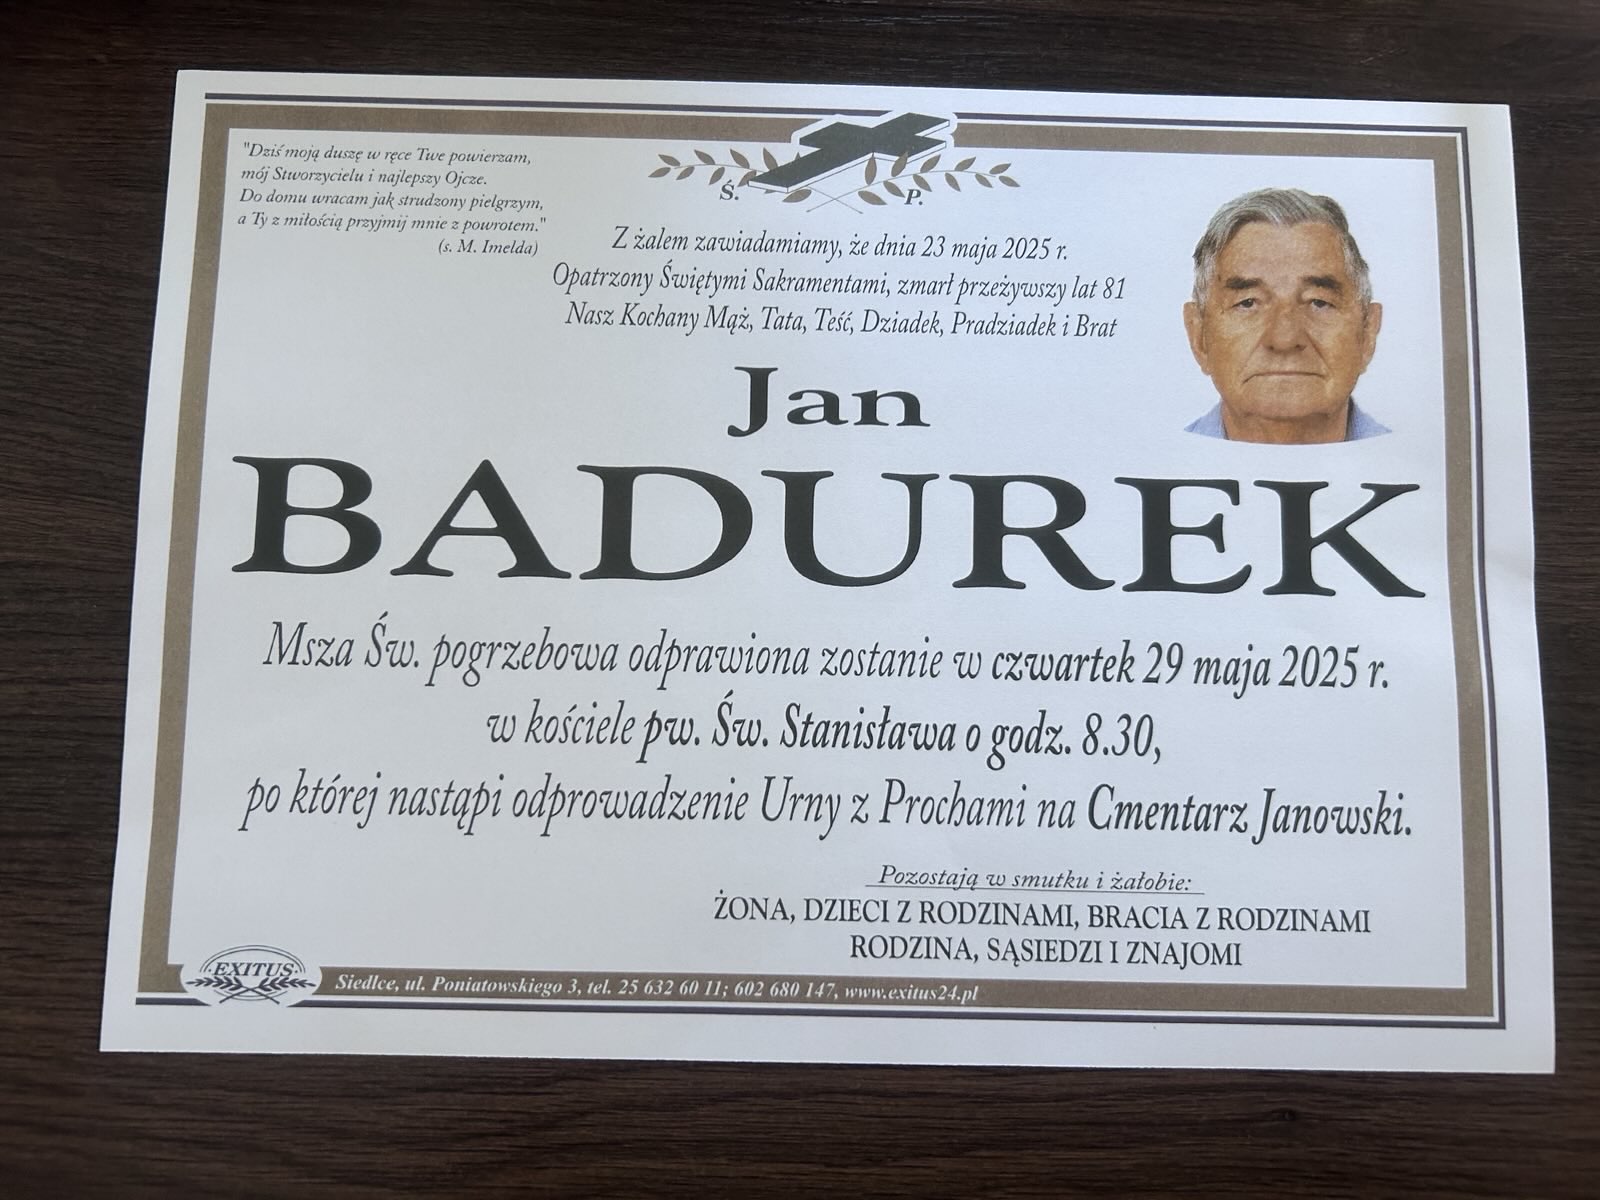 "Dziś moją duszę w ręce Twe powierzam,
mój Stworzycielu i najlepszy Ojcze.
Do domu wracam jak strudzony pielgrzym,
a Ty z miłością przyjmij mnie z powrotem."
(s. M. Imelda)
Ś. P.
Z żalem zawiadamiamy, że dnia 23 maja 2025 r.
Opatrzony Świętymi Sakramentami, zmarł przeżywszy lat 81
Nasz Kochany Mąż, Tata, Teść, Dziadek, Pradziadek i Brat
Jan
BADUREK
Msza Św. pogrzebowa odprawiona zostanie w czwartek 29 maja 2025 r.
w kościele pw. Św. Stanisława o godz. 8.30,
po której nastąpi odprowadzenie Urny z Prochami na Cmentarz Janowski.
Pozostają w smutku i żałobie:
ŻONA, DZIECI Z RODZINAMI, BRACIA Z RODZINAMI
RODZINA, SĄSIEDZI I ZNAJOMI
EXITUS
Siedlce, ul. Poniatowskiego 3, tel. 25 632 60 11; 602 680 147, www.exitus24.pl